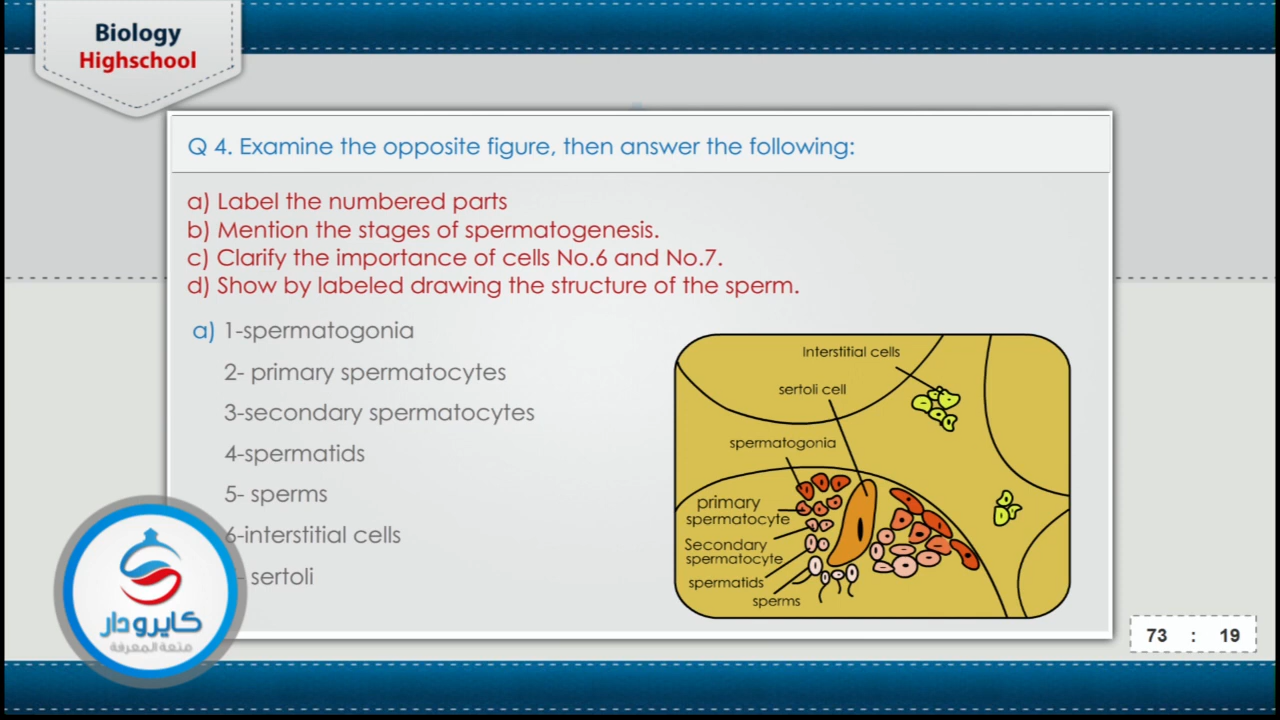 Biology
Highschool
Q 4. Examine the opposite figure, then answer the following:
a) Label the numbered parts
b) Mention the stages of spermatogenesis.
c) Clarify the importance of cells No.6 and No.7.
d) Show by labeled drawing the structure of the sperm.
a) 1-spermatogonia
2- primary spermatocytes
3-secondary spermatocytes
4-spermatids
5- sperms
6-interstitial cells
- sertoli
Interstitial cells
sertoli cell
spermatogonia
primary
spermatocyte
Secondary
spermatocyte
spermatids
sperms
كايرودار
متعة المعرفة
73 : 19